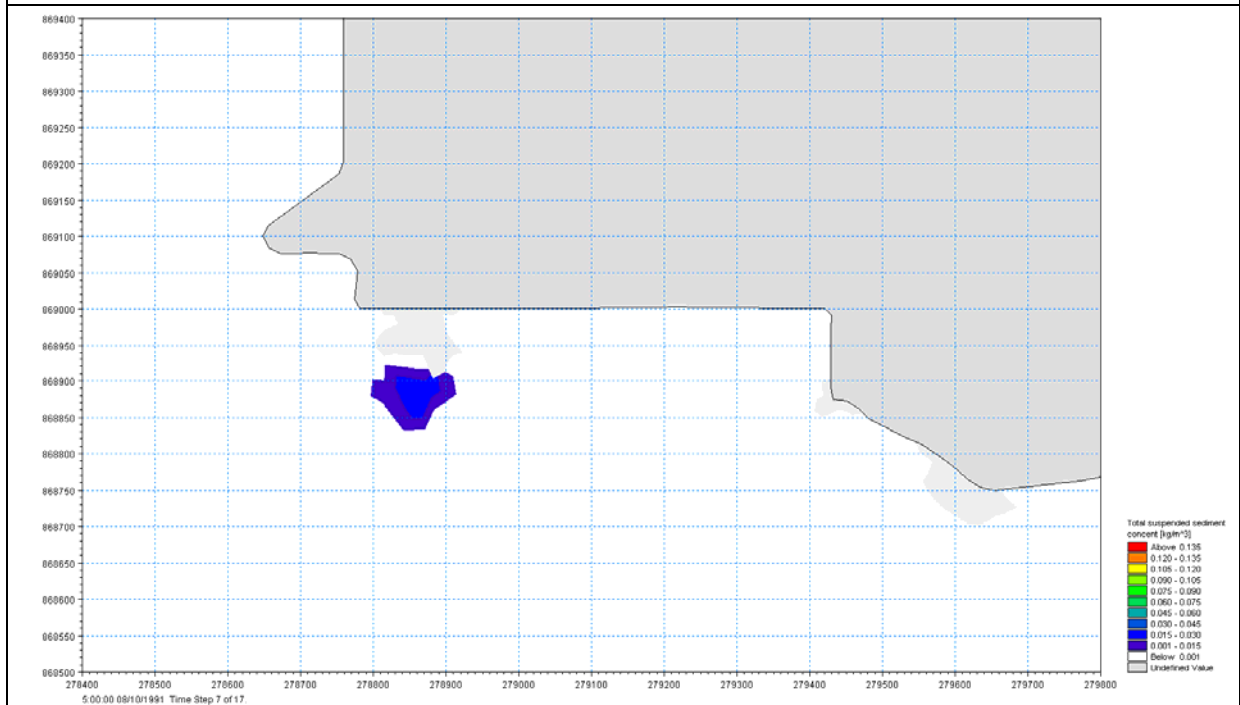 869400
869350
869300
869250
869200
869150
869100
869050
869000
868950
868900
868850
868800
868750
868700
868650
868600
868550
868500
278400 278500 278600 278700 278800 278900 279000 279100 279200 279300 279400 279500 279600 279700 279800
5:00:00 08/10/1991 Time Step 7 of 17.
Total suspended sediment
concent [kg/m^3]
Above 0.135
0.120 - 0.135
0.105 - 0.120
0.090 - 0.105
0.075 - 0.090
0.060 - 0.075
0.045 - 0.060
0.030 - 0.045
0.015 - 0.030
0.001 - 0.015
Below 0.001
Undefined Value